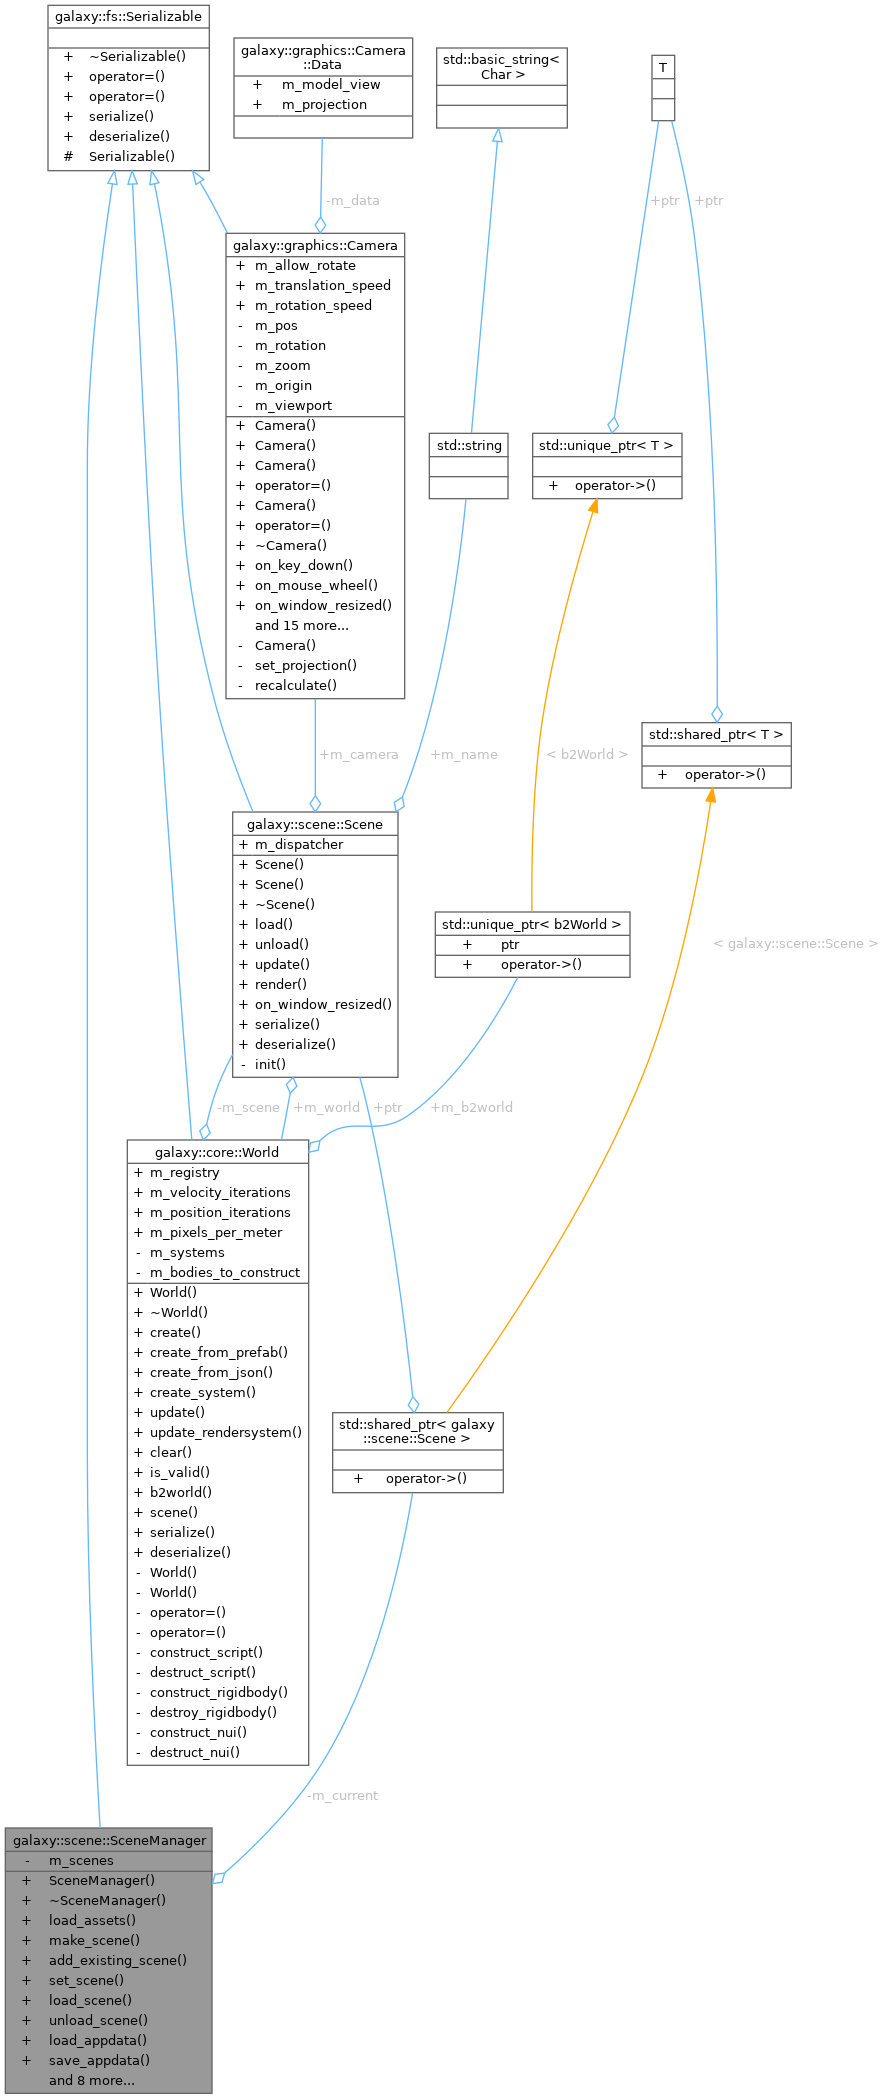 galaxy::fs::Serializable
+ ~Serializable()
+ operator=()
+ operator=()
+ serialize()
+ deserialize()
# Serializable()
galaxy::graphics::Camera
::Data
+ m_model_view
+ m_projection
std::basic_string<
Char >
T
-m_data
+ptr
+ptr
galaxy::graphics::Camera
+ m_allow_rotate
+ m_translation_speed
+ m_rotation_speed
- m_pos
- m_rotation
- m_zoom
- m_origin
- m_viewport
+ Camera()
+ Camera()
+ Camera()
+ operator=()
+ Camera()
+ operator=()
+ ~Camera()
+ on_key_down()
+ on_mouse_wheel()
+ on_window_resized()
and 15 more...
- Camera()
- set_projection()
- recalculate()
std::string
std::unique_ptr< T >
+ operator->()
std::shared_ptr< T >
+ operator->()
+m_camera
+m_name
< b2World >
galaxy::scene::Scene
+ m_dispatcher
+ Scene()
+ Scene()
+ ~Scene()
+ load()
+ unload()
+ update()
+ render()
+ on_window_resized()
+ serialize()
+ deserialize()
- init()
std::unique_ptr< b2World >
+ ptr
+ operator->()
< galaxy::scene::Scene >
-m_scene
+m_world
+ptr
+m_b2world
galaxy::core::World
+ m_registry
+ m_velocity_iterations
+ m_position_iterations
+ m_pixels_per_meter
- m_systems
- m_bodies_to_construct
+ World()
+ ~World()
+ create()
+ create_from_prefab()
+ create_from_json()
+ create_system()
+ update()
+ update_rendersystem()
+ clear()
+ is_valid()
+ b2world()
+ scene()
+ serialize()
+ deserialize()
- World()
- World()
- operator=()
- operator=()
- construct_script()
- destruct_script()
- construct_rigidbody()
- destroy_rigidbody()
- construct_nui()
- destruct_nui()
std::shared_ptr< galaxy
::scene::Scene >
+ operator->()
-m_current
galaxy::scene::SceneManager
- m_scenes
+ SceneManager()
+ ~SceneManager()
+ load_assets()
+ make_scene()
+ add_existing_scene()
+ set_scene()
+ load_scene()
+ unload_scene()
+ load_appdata()
+ save_appdata()
and 8 more...